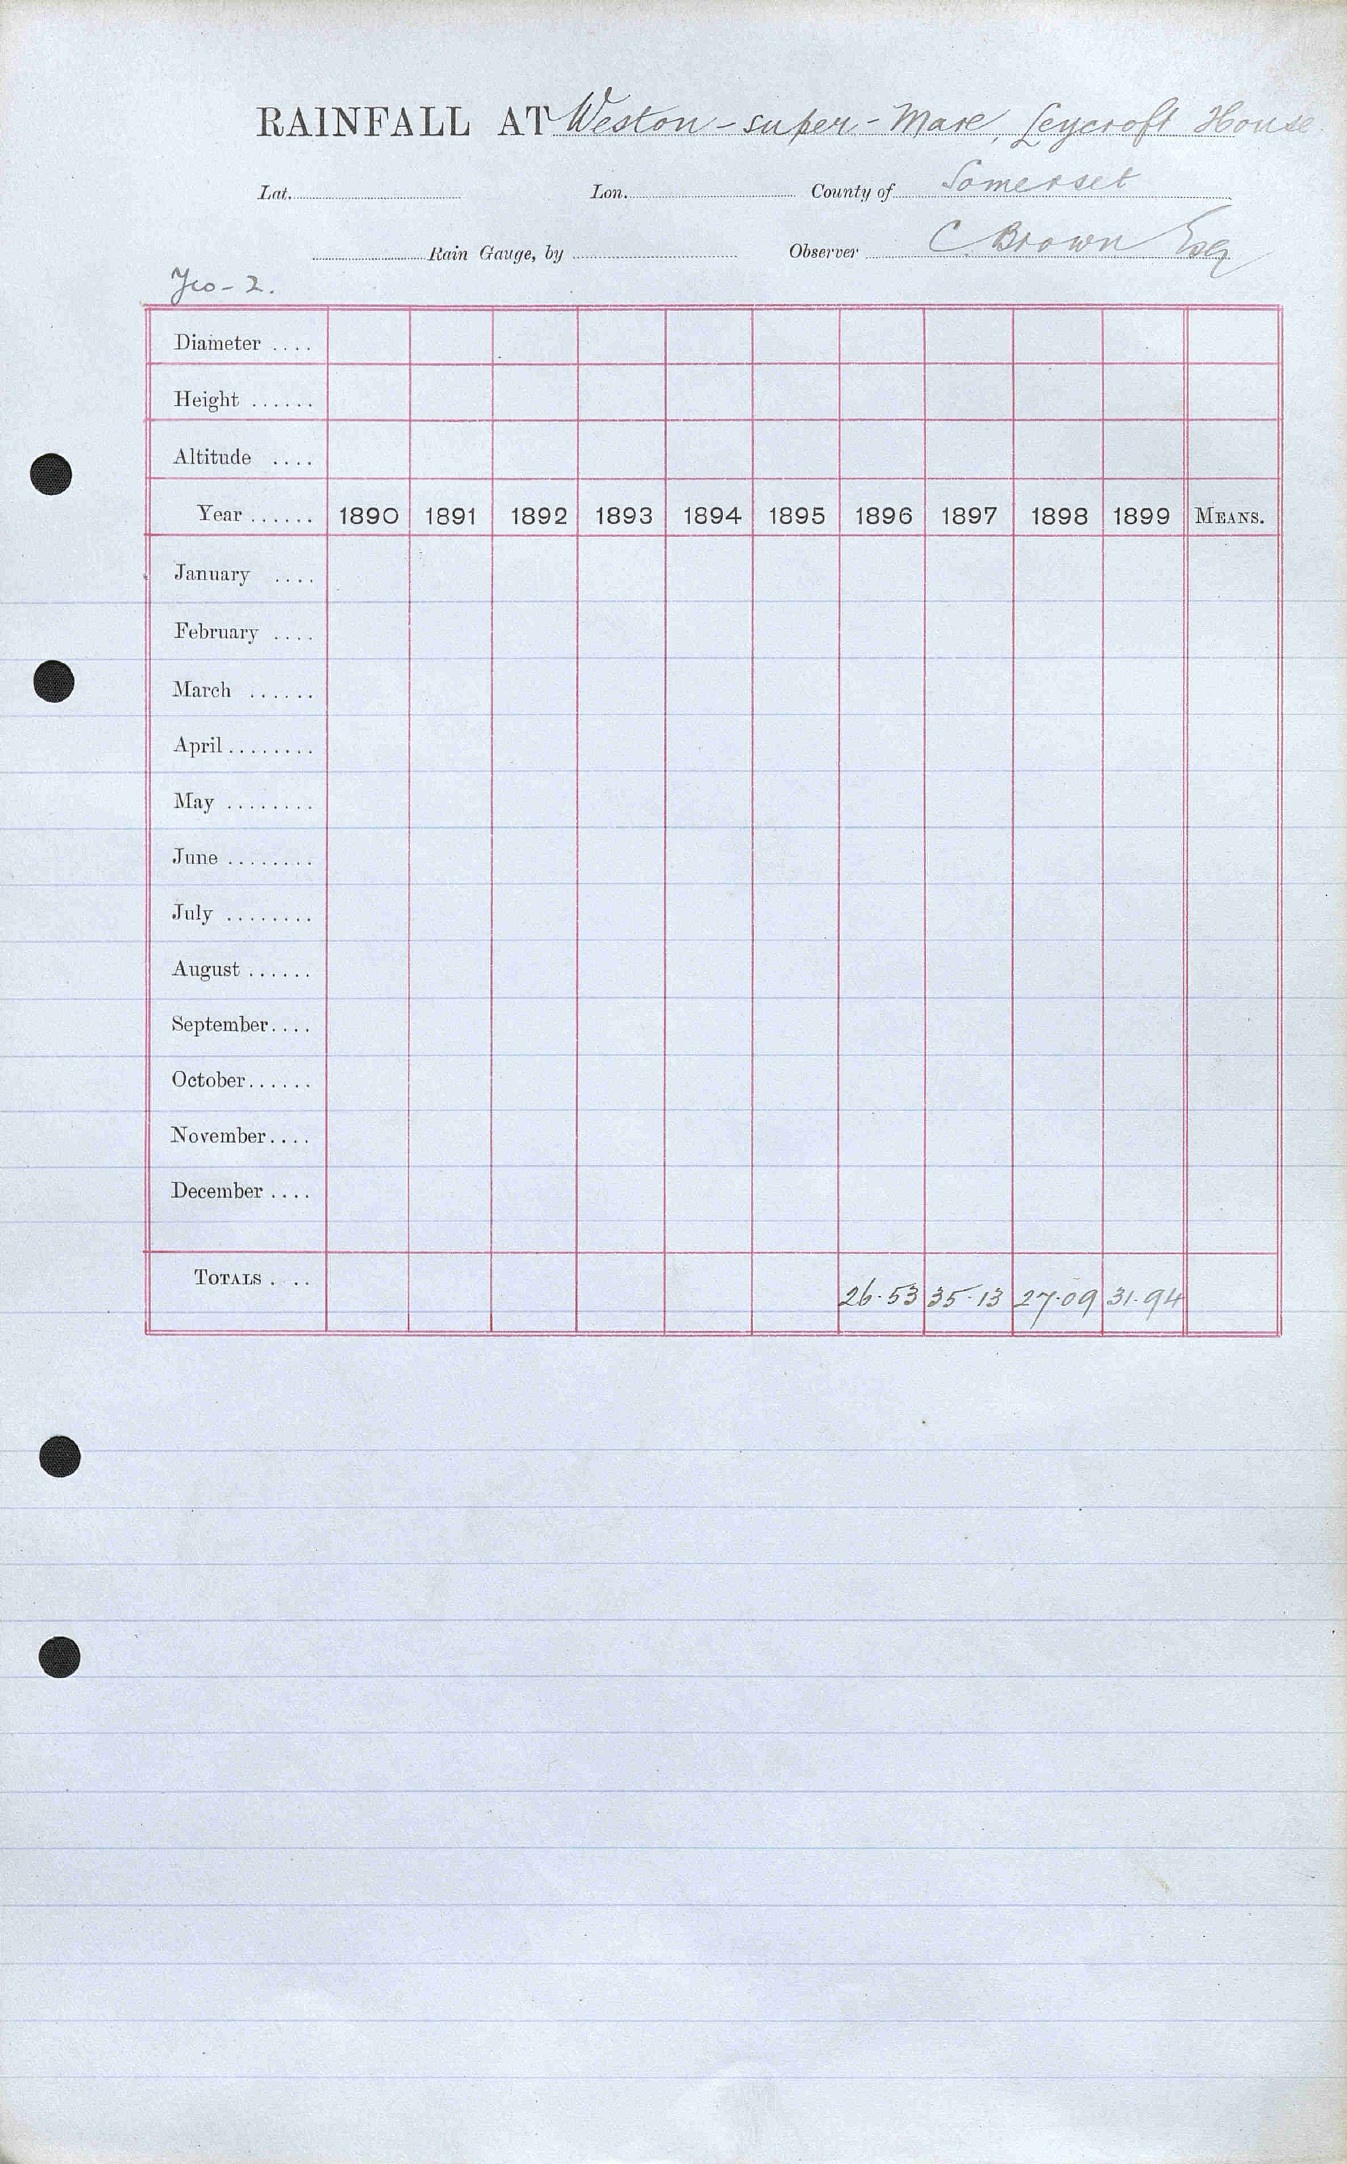 RAINFALL AT Weston-super-Mare, Leycroft House
Lat. Lon. County of Somerset
Rain Gauge, by Observer C. Brown Esq
Yeo-2.
Diameter ....
Height ......
Altitude ....
Year ...... 1890 1891 1892 1893 1894 1895 1896 1897 1898 1899 MEANS.
January ....
February ....
March ......
April ........
May ........
June ........
July ........
August ......
September ....
October ......
November ....
December ....
TOTALS . .. 26.53 35.13 27.09 31.94